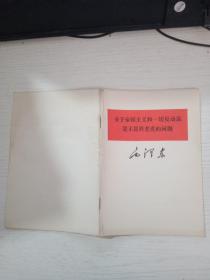 关于帝国主义和一切反动派
是不是真老虎的问题
毛泽东